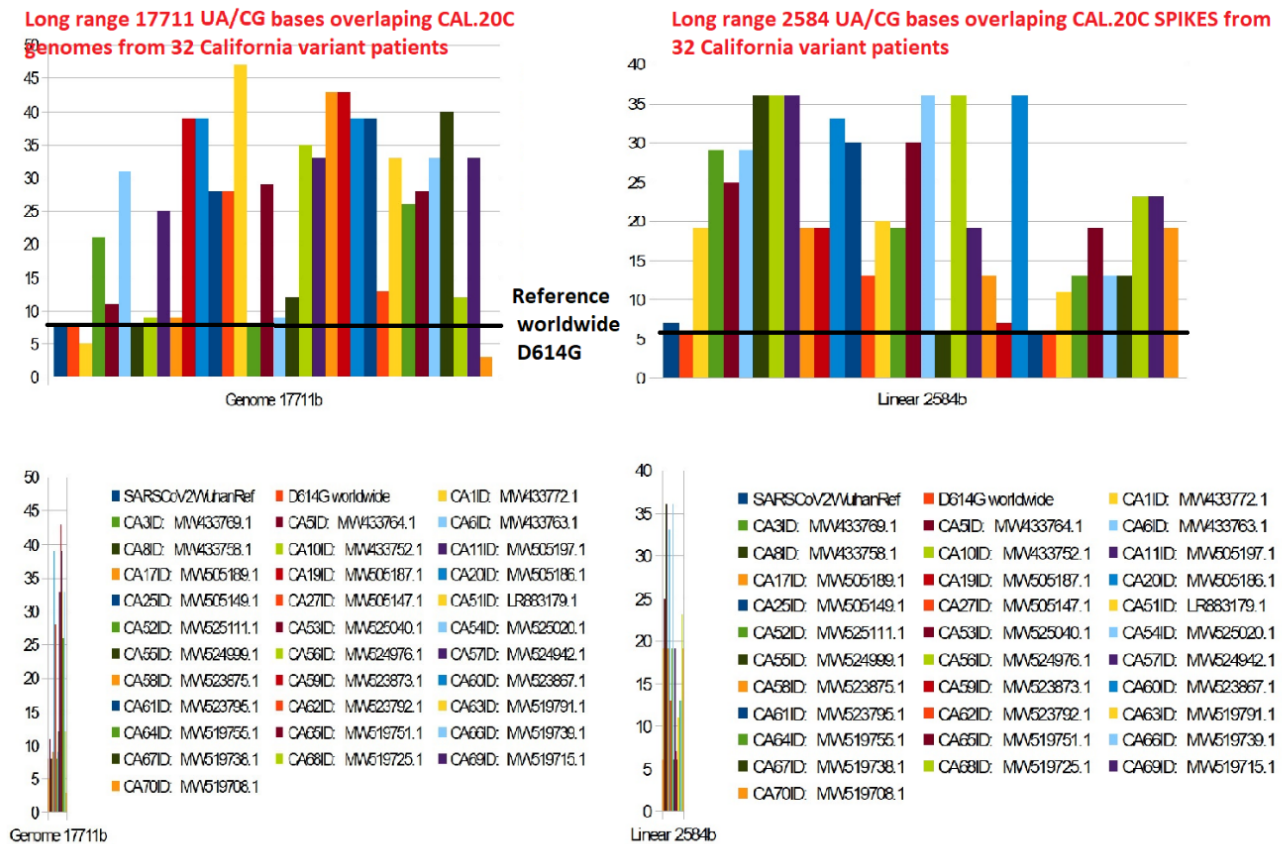 Long range 17711 UA/CG bases overlaping CAL.20C
genomes from 32 California variant patients
50
45
40
35
30
25
20
15
10
5
0
Genome 17711b
Reference
worldwide
D614G
Long range 2584 UA/CG bases overlaping CAL.20C SPIKES from
32 California variant patients
40
35
30
25
20
15
10
5
0
Linear 2584b
50
45
40
35
30
25
20
15
10
5
0
Genome 17711b
SARSCoV2WuhanRef D614G worldwide CA1ID: MW433772.1
CA3ID: MW433769.1 CA5ID: MW433764.1 CA6ID: MW433763.1
CA8ID: MW433758.1 CA10ID: MW433752.1 CA11ID: MW505197.1
CA17ID: MW505189.1 CA19ID: MW505187.1 CA20ID: MW505186.1
CA25ID: MW505149.1 CA27ID: MW505147.1 CA51ID: LR883179.1
CA52ID: MW525111.1 CA53ID: MW525040.1 CA54ID: MW525020.1
CA55ID: MW524999.1 CA56ID: MW524976.1 CA57ID: MW524942.1
CA58ID: MW523875.1 CA59ID: MW523873.1 CA60ID: MW523867.1
CA61ID: MW523795.1 CA62ID: MW523792.1 CA63ID: MW519791.1
CA64ID: MW519755.1 CA65ID: MW519751.1 CA66ID: MW519739.1
CA67ID: MW519738.1 CA68ID: MW519725.1 CA69ID: MW519715.1
CA70ID: MW519708.1
40
35
30
25
20
15
10
5
0
Linear 2584b
SARSCoV2WuhanRef D614G worldwide CA1ID: MW433772.1
CA3ID: MW433769.1 CA5ID: MW433764.1 CA6ID: MW433763.1
CA8ID: MW433758.1 CA10ID: MW433752.1 CA11ID: MW505197.1
CA17ID: MW505189.1 CA19ID: MW505187.1 CA20ID: MW505186.1
CA25ID: MW505149.1 CA27ID: MW505147.1 CA51ID: LR883179.1
CA52ID: MW525111.1 CA53ID: MW525040.1 CA54ID: MW525020.1
CA55ID: MW524999.1 CA56ID: MW524976.1 CA57ID: MW524942.1
CA58ID: MW523875.1 CA59ID: MW523873.1 CA60ID: MW523867.1
CA61ID: MW523795.1 CA62ID: MW523792.1 CA63ID: MW519791.1
CA64ID: MW519755.1 CA65ID: MW519751.1 CA66ID: MW519739.1
CA67ID: MW519738.1 CA68ID: MW519725.1 CA69ID: MW519715.1
CA70ID: MW519708.1